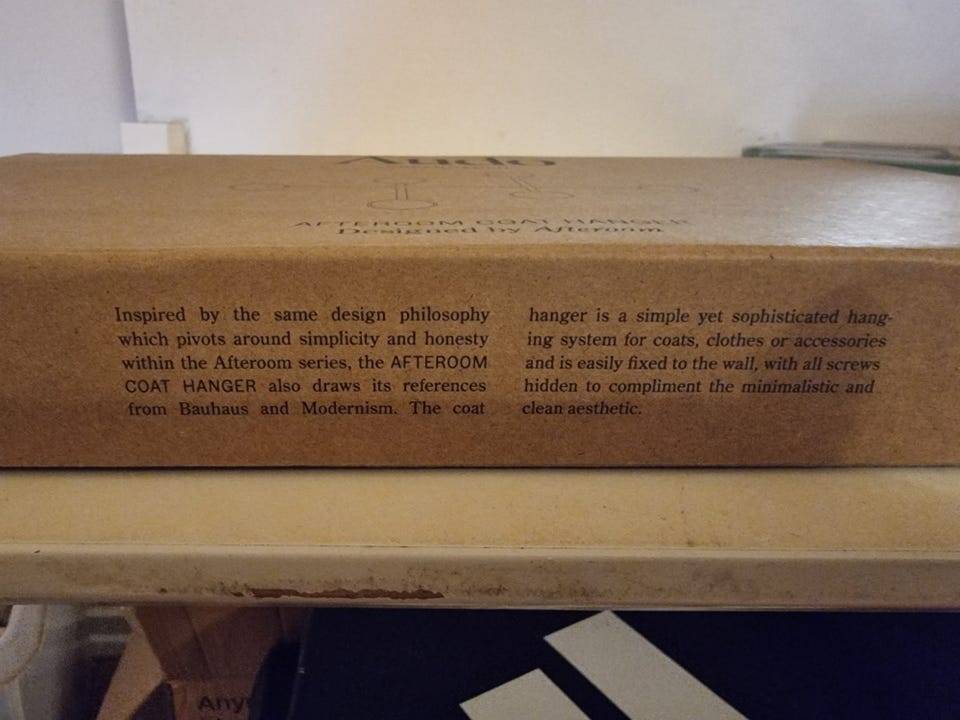 Audo
AFTEROOM COAT HANGER
Designed by Afteroom
Inspired by the same design philosophy
which pivots around simplicity and honesty
within the Afteroom series, the AFTEROOM
COAT HANGER also draws its references
from Bauhaus and Modernism. The coat
hanger is a simple yet sophisticated hang-
ing system for coats, clothes or accessories
and is easily fixed to the wall, with all screws
hidden to compliment the minimalistic and
clean aesthetic.